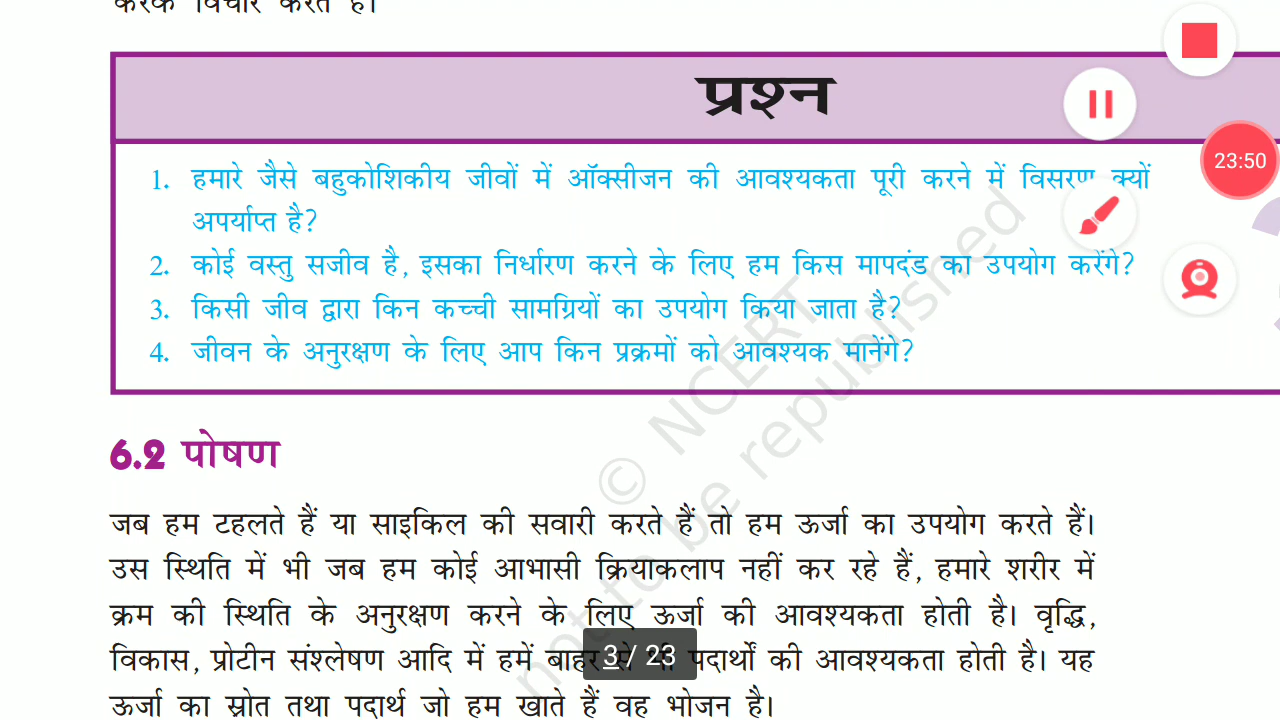 करके विचार करते हैं।
प्रश्न
23:50
1. हमारे जैसे बहुकोशिकीय जीवों में ऑक्सीजन की आवश्यकता पूरी करने में विसरण क्यों
अपर्याप्त है?
2. कोई वस्तु सजीव है, इसका निर्धारण करने के लिए हम किस मापदंड का उपयोग करेंगे?
3. किसी जीव द्वारा किन कच्ची सामग्रियों का उपयोग किया जाता है?
4. जीवन के अनुरक्षण के लिए आप किन प्रक्रमों को आवश्यक मानेंगे?
© NCERT
not to be republished
6.2 पोषण
जब हम टहलते हैं या साइकिल की सवारी करते हैं तो हम ऊर्जा का उपयोग करते हैं।
उस स्थिति में भी जब हम कोई आभासी क्रियाकलाप नहीं कर रहे हैं, हमारे शरीर में
क्रम की स्थिति के अनुरक्षण करने के लिए ऊर्जा की आवश्यकता होती है। वृद्धि,
विकास, प्रोटीन संश्लेषण आदि में हमें बाहर से भी पदार्थों की आवश्यकता होती है। यह
3 / 23
ऊर्जा का स्रोत तथा पदार्थ जो हम खाते हैं वह भोजन है।